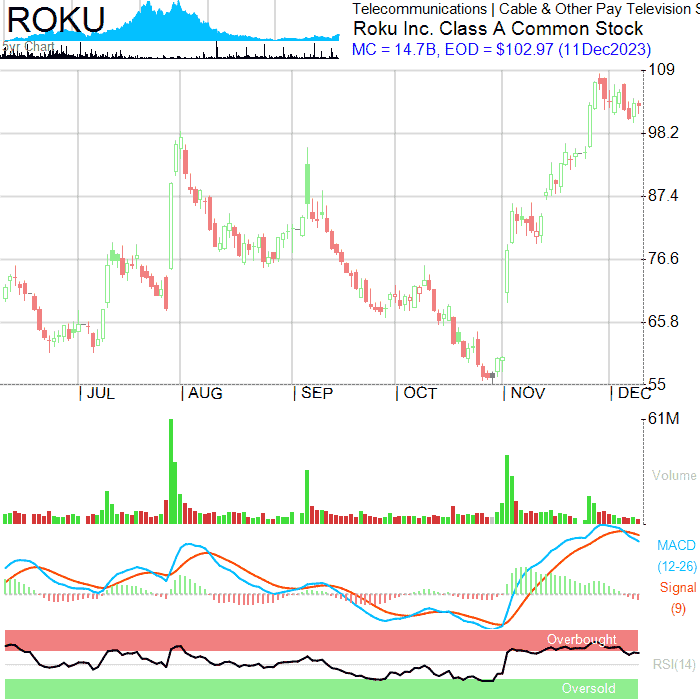 ROKU
5yr Chart
Telecommunications | Cable & Other Pay Television S
Roku Inc. Class A Common Stock
MC = 14.7B, EOD = $102.97 (11Dec2023)
109
98.2
87.4
76.6
65.8
55
JUL AUG SEP OCT NOV DEC
61M
Volume
MACD
(12-26)
Signal
(9)
Overbought
RSI(14)
Oversold